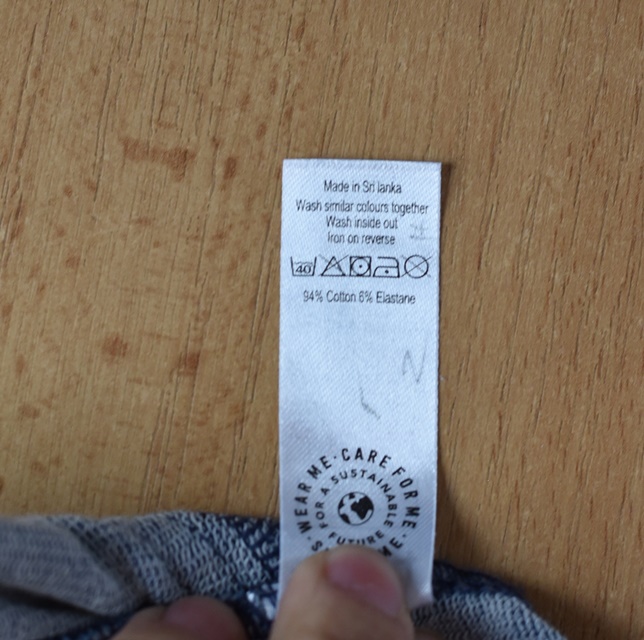 Made in Sri lanka
Wash similar colours together
Wash inside out
Iron on reverse
40
94% Cotton 6% Elastane
N
WEAR ME · CARE FOR ME ·
FOR A SUSTAINABLE FUTURE